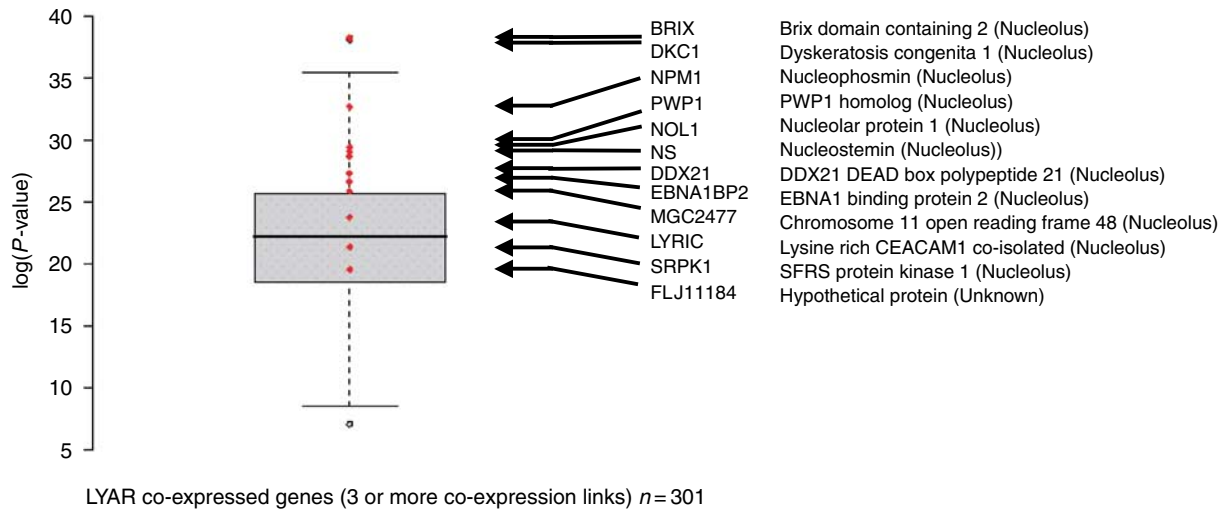 40
35
30
25
20
15
10
5
log(P-value)
BRIX Brix domain containing 2 (Nucleolus)
DKC1 Dyskeratosis congenita 1 (Nucleolus)
NPM1 Nucleophosmin (Nucleolus)
PWP1 PWP1 homolog (Nucleolus)
NOL1 Nucleolar protein 1 (Nucleolus)
NS Nucleostemin (Nucleolus))
DDX21 DDX21 DEAD box polypeptide 21 (Nucleolus)
EBNA1BP2 EBNA1 binding protein 2 (Nucleolus)
MGC2477 Chromosome 11 open reading frame 48 (Nucleolus)
LYRIC Lysine rich CEACAM1 co-isolated (Nucleolus)
SRPK1 SFRS protein kinase 1 (Nucleolus)
FLJ11184 Hypothetical protein (Unknown)
LYAR co-expressed genes (3 or more co-expression links) n = 301